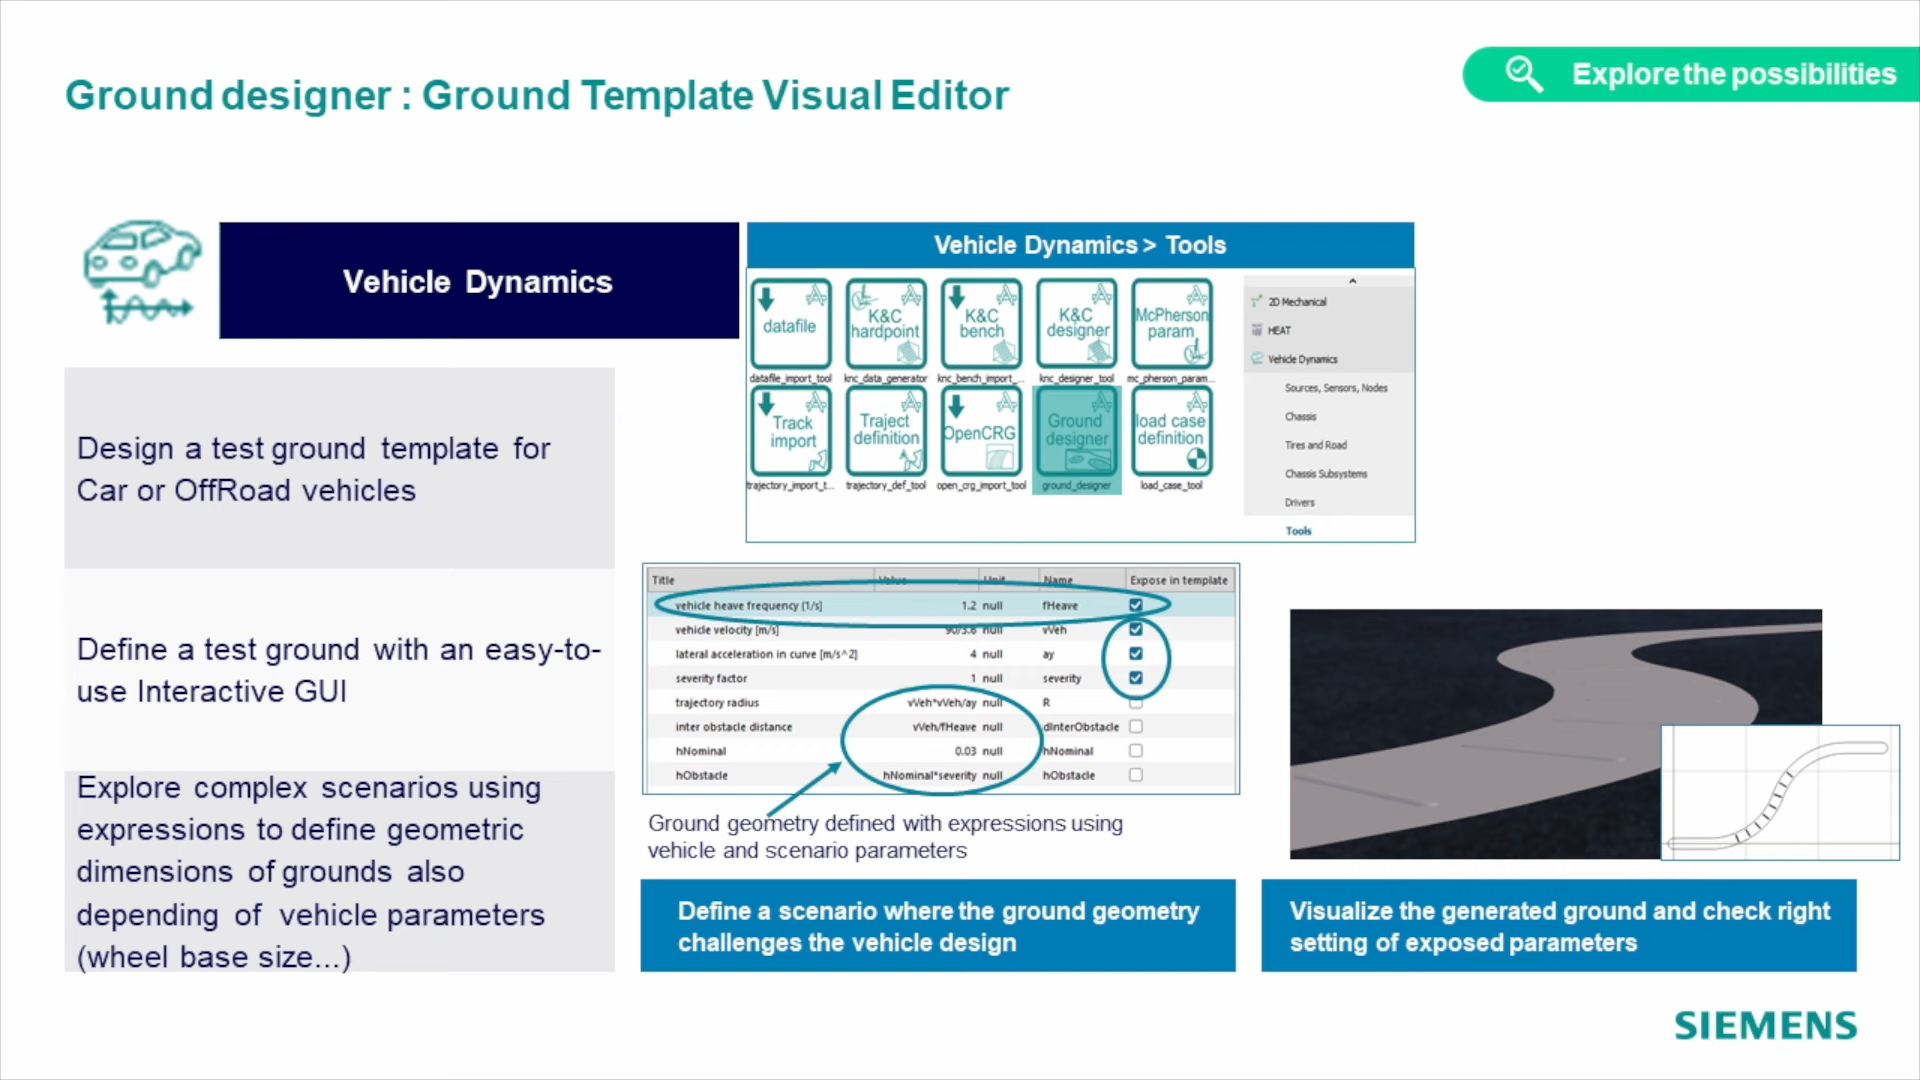 Ground designer : Ground Template Visual Editor
Explore the possibilities
Vehicle Dynamics
Design a test ground template for
Car or OffRoad vehicles
Define a test ground with an easy-to-
use Interactive GUI
Explore complex scenarios using
expressions to define geometric
dimensions of grounds also
depending of vehicle parameters
(wheel base size...)
Vehicle Dynamics > Tools
datafile
K&C
hardpoint
K&C
bench
K&C
designer
McPherson
param
datafile_import_tool
knc_data_generator
knc_bench_import_...
knc_designer_tool
mc_pherson_param...
Track
import
Traject
definition
OpenCRG
Ground
designer
load case
definition
trajectory_import_t...
trajectory_def_tool
open_crg_import_tool
ground_designer
load_case_tool
2D Mechanical
HEAT
Vehicle Dynamics
Sources, Sensors, Nodes
Chassis
Tires and Road
Chassis Subsystems
Drivers
Tools
Title Value Unit Name Expose in template
vehicle heave frequency [1/s] 1.2 null fHeave
vehicle velocity [m/s] 90/3.6 null vVeh
lateral acceleration in curve [m/s^2] 4 null ay
severity factor 1 null severity
trajectory radius vVeh*vVeh/ay null R
inter obstacle distance vVeh/fHeave null dInterObstacle
hNominal 0.03 null hNominal
hObstacle hNominal*severity null hObstacle
Ground geometry defined with expressions using
vehicle and scenario parameters
Define a scenario where the ground geometry
challenges the vehicle design
Visualize the generated ground and check right
setting of exposed parameters
SIEMENS